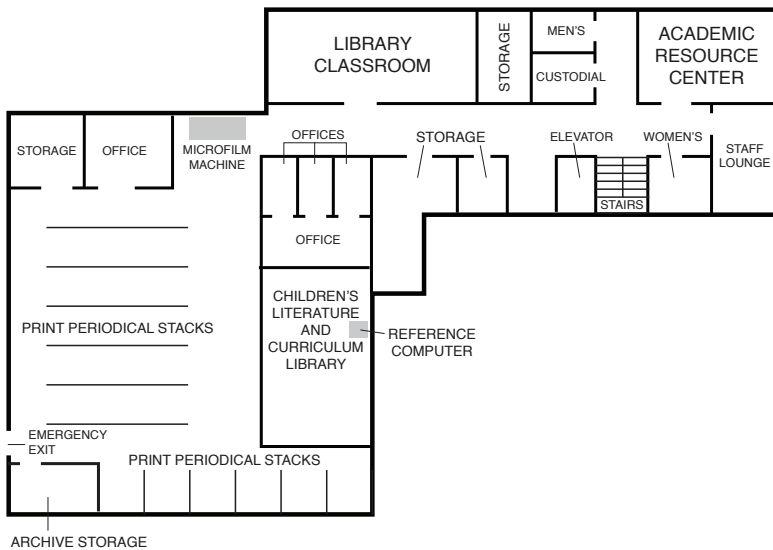 LIBRARY
CLASSROOM
STORAGE
MEN'S
CUSTODIAL
ACADEMIC
RESOURCE
CENTER
STORAGE
OFFICE
MICROFILM
MACHINE
OFFICES
STORAGE
ELEVATOR
WOMEN'S
STAFF
LOUNGE
STAIRS
OFFICE
CHILDREN'S
LITERATURE
AND
CURRICULUM
LIBRARY
REFERENCE
COMPUTER
PRINT PERIODICAL STACKS
EMERGENCY
EXIT
PRINT PERIODICAL STACKS
ARCHIVE STORAGE